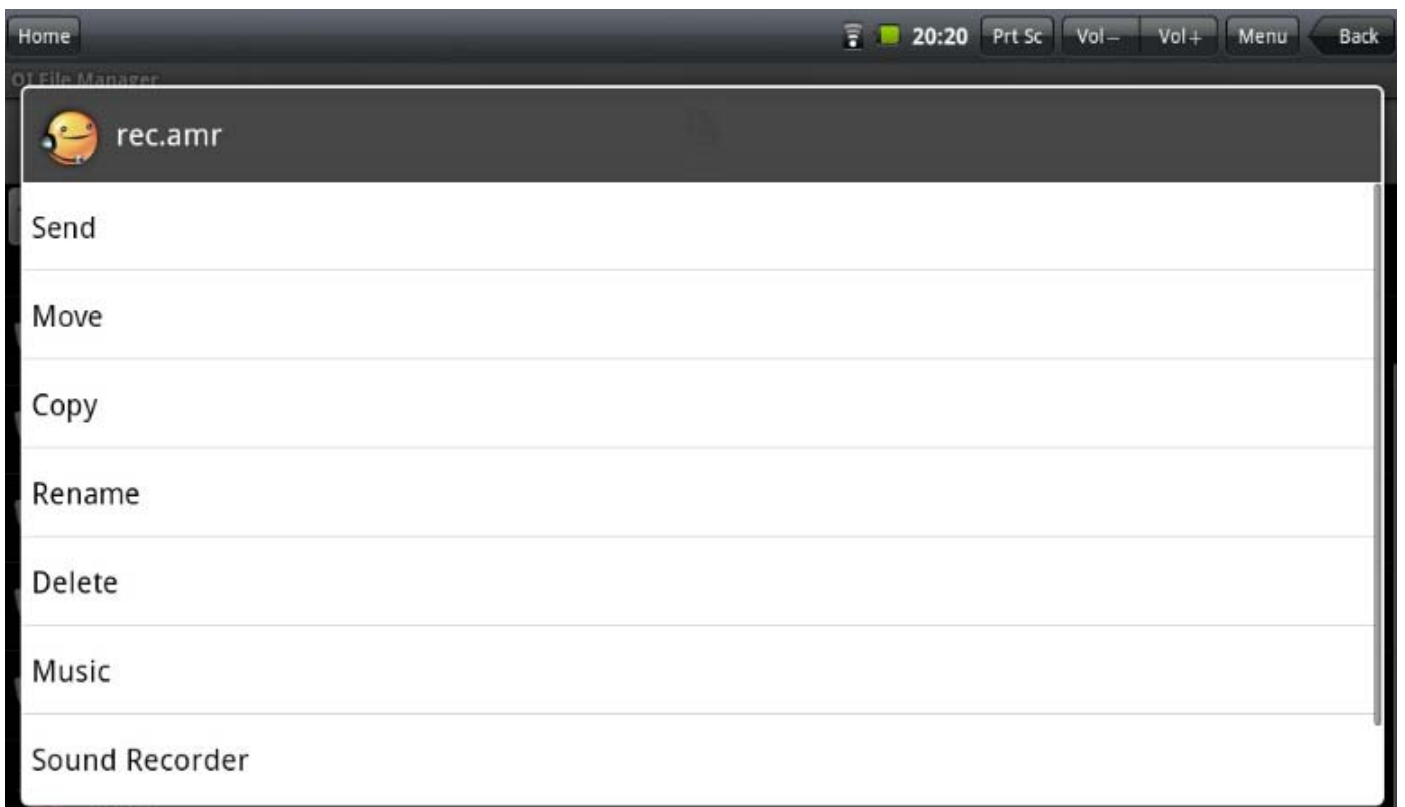 Home 20:20 Prt Sc Vol– Vol+ Menu Back
OI File Manager
rec.amr
Send
Move
Copy
Rename
Delete
Music
Sound Recorder